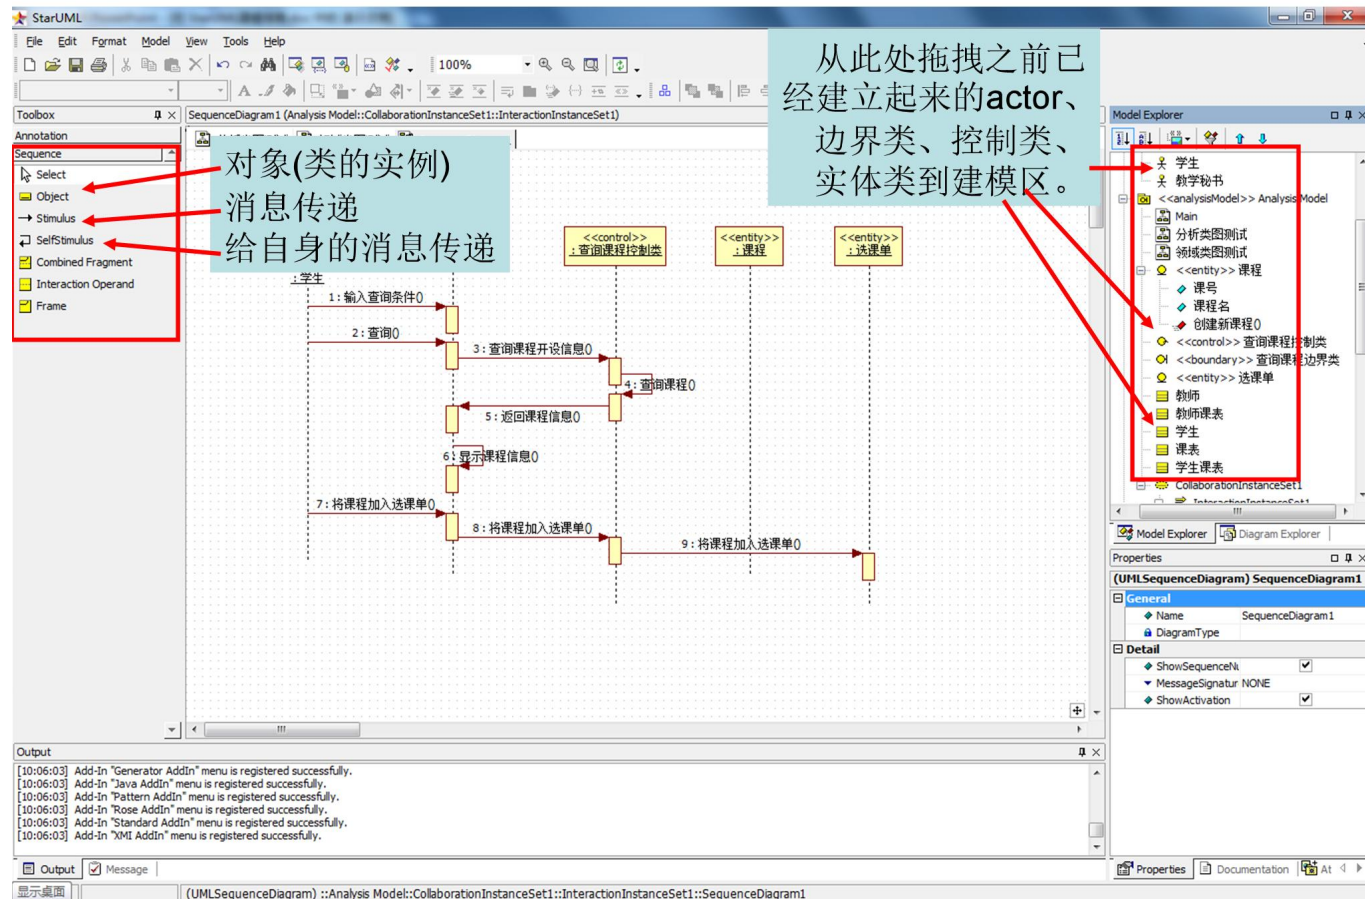 StarUML
File Edit Format Model View Tools Help
100%
从此处拖拽之前已
经建立起来的actor、
边界类、控制类、
实体类到建模区。
Toolbox
Annotation
Sequence
Select
Object
Stimulus
SelfStimulus
Combined Fragment
Interaction Operand
Frame
SequenceDiagram1 (Analysis Model::CollaborationInstanceSet1::InteractionInstanceSet1)
对象(类的实例)
消息传递
给自身的消息传递
<<control>>
: 查询课程控制类
<<entity>>
: 课程
<<entity>>
: 选课单
: 学生
1 : 输入查询条件()
2 : 查询()
3 : 查询课程开设信息()
4 : 查询课程()
5 : 返回课程信息()
6 : 显示课程信息()
7 : 将课程加入选课单()
8 : 将课程加入选课单()
9 : 将课程加入选课单()
Model Explorer
学生
教学秘书
<<analysisModel>> Analysis Model
Main
分析类图测试
领域类图测试
<<entity>> 课程
课号
课程名
创建新课程()
<<control>> 查询课程控制类
<<boundary>> 查询课程边界类
<<entity>> 选课单
教师
教师课表
学生
课表
学生课表
CollaborationInstanceSet1
InteractionInstanceSet1
Model Explorer Diagram Explorer
Properties
(UMLSequenceDiagram) SequenceDiagram1
General
Name SequenceDiagram1
DiagramType
Detail
ShowSequenceNu
MessageSignatur NONE
ShowActivation
Output
[10:06:03] Add-In "Generator AddIn" menu is registered successfully.
[10:06:03] Add-In "Java AddIn" menu is registered successfully.
[10:06:03] Add-In "Pattern AddIn" menu is registered successfully.
[10:06:03] Add-In "Rose AddIn" menu is registered successfully.
[10:06:03] Add-In "Standard AddIn" menu is registered successfully.
[10:06:03] Add-In "XMI AddIn" menu is registered successfully.
Output Message
Properties Documentation At
显示桌面
(UMLSequenceDiagram) ::Analysis Model::CollaborationInstanceSet1::InteractionInstanceSet1::SequenceDiagram1